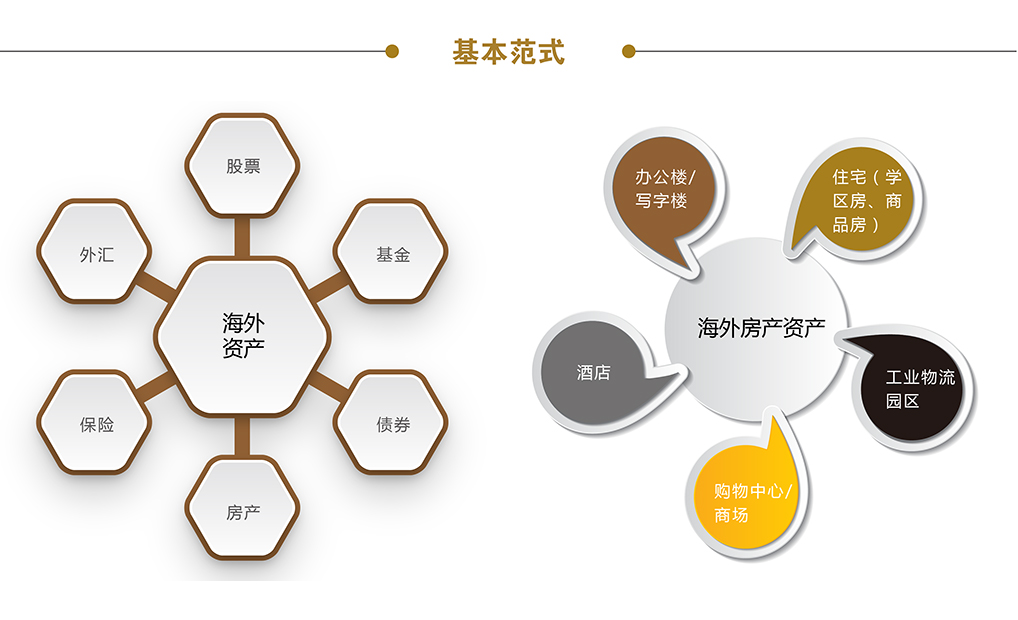 基本范式
股票
外汇
基金
海外
资产
保险
债券
房产
办公楼/
写字楼
住宅（学
区房、商
品房）
海外房产资产
酒店
工业物流
园区
购物中心/
商场